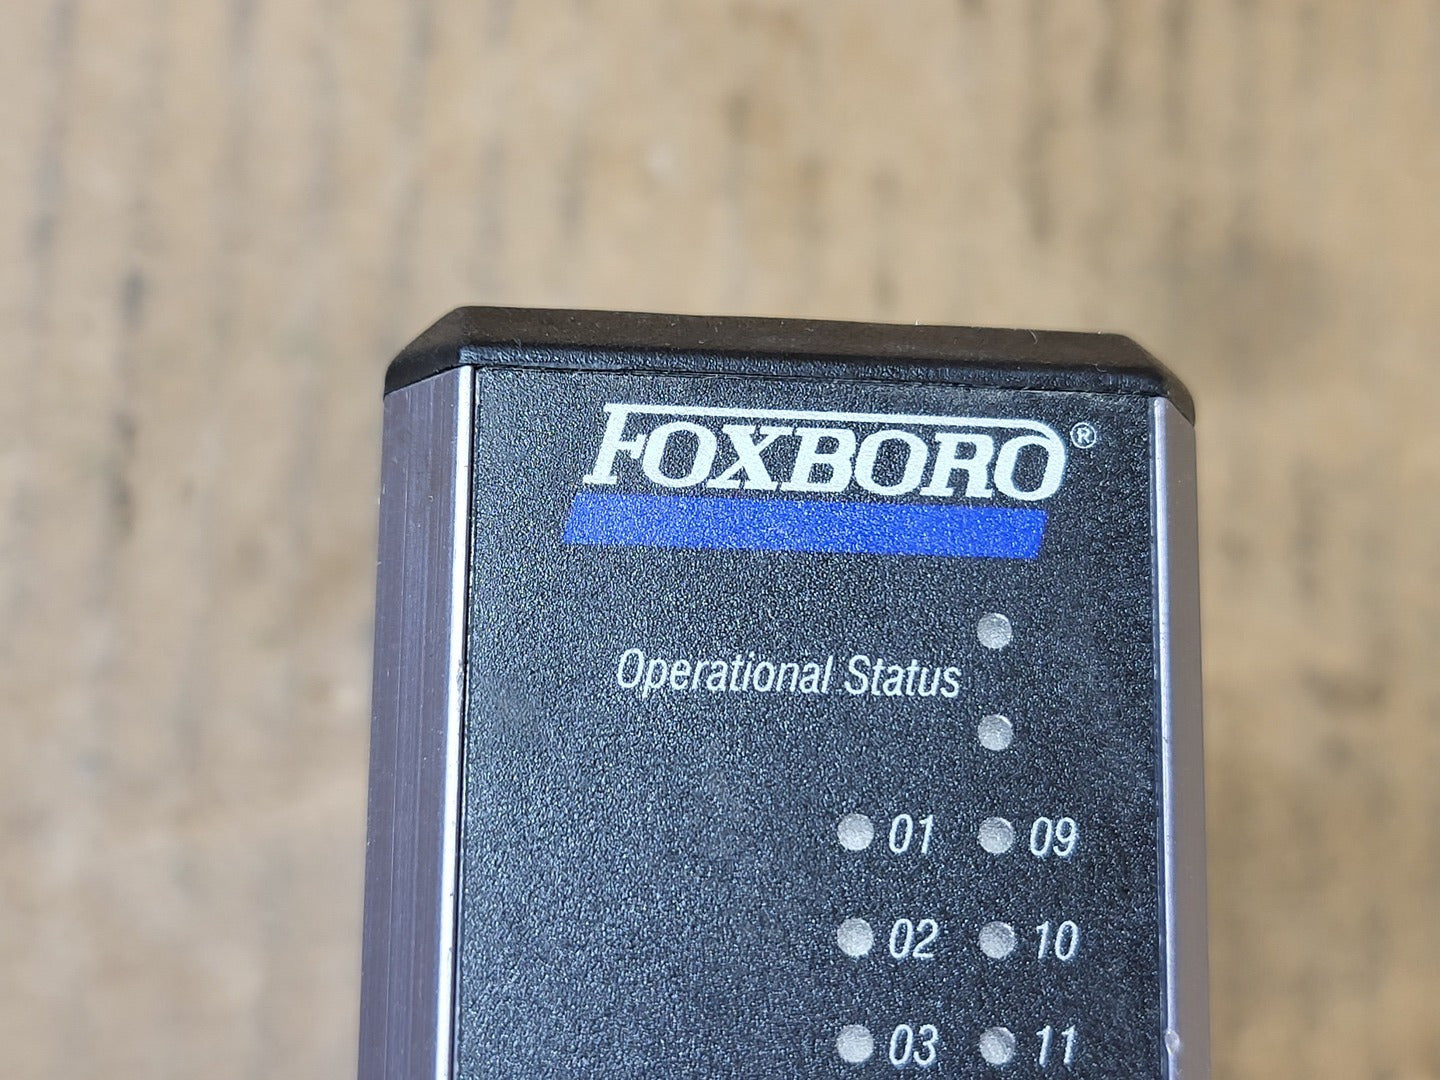 FOXBORO®
Operational Status
01 09
02 10
03 11